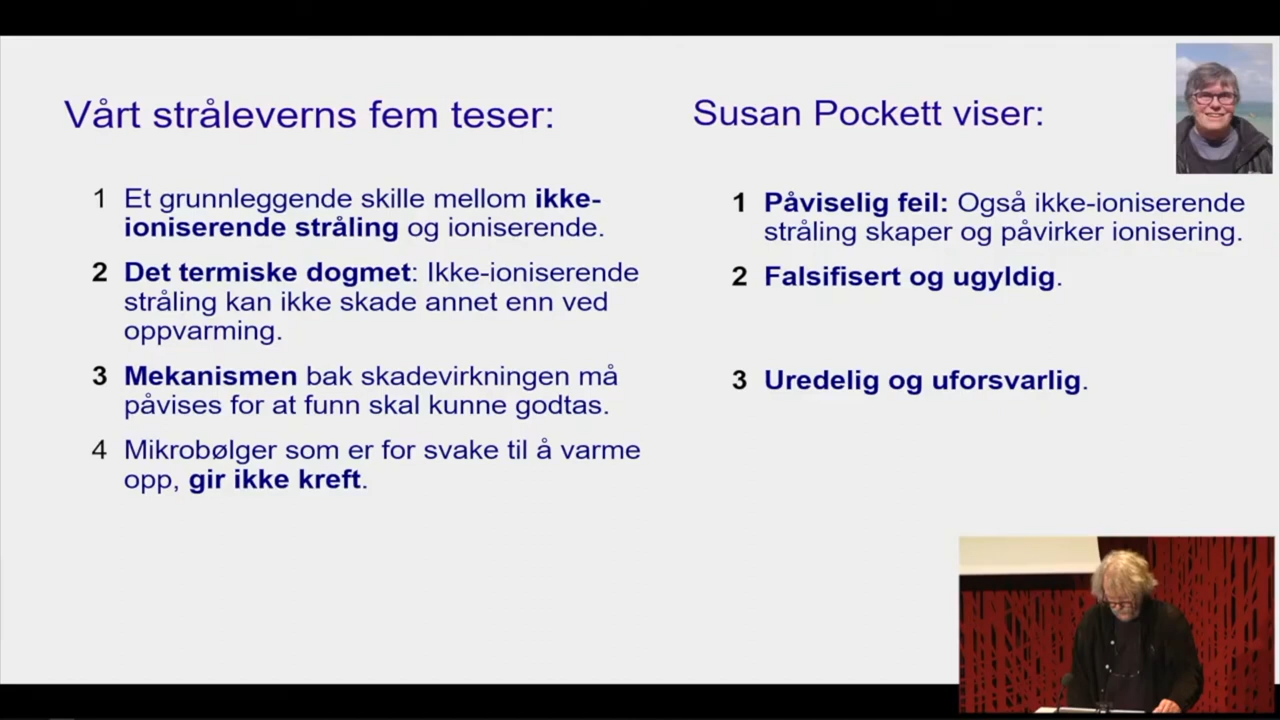 Vårt stråleverns fem teser:
1 Et grunnleggende skille mellom ikke-
ioniserende stråling og ioniserende.
2 Det termiske dogmet: Ikke-ioniserende
stråling kan ikke skade annet enn ved
oppvarming.
3 Mekanismen bak skadevirkningen må
påvises for at funn skal kunne godtas.
4 Mikrobølger som er for svake til å varme
opp, gir ikke kreft.
Susan Pockett viser:
1 Påviselig feil: Også ikke-ioniserende
stråling skaper og påvirker ionisering.
2 Falsifisert og ugyldig.
3 Uredelig og uforsvarlig.